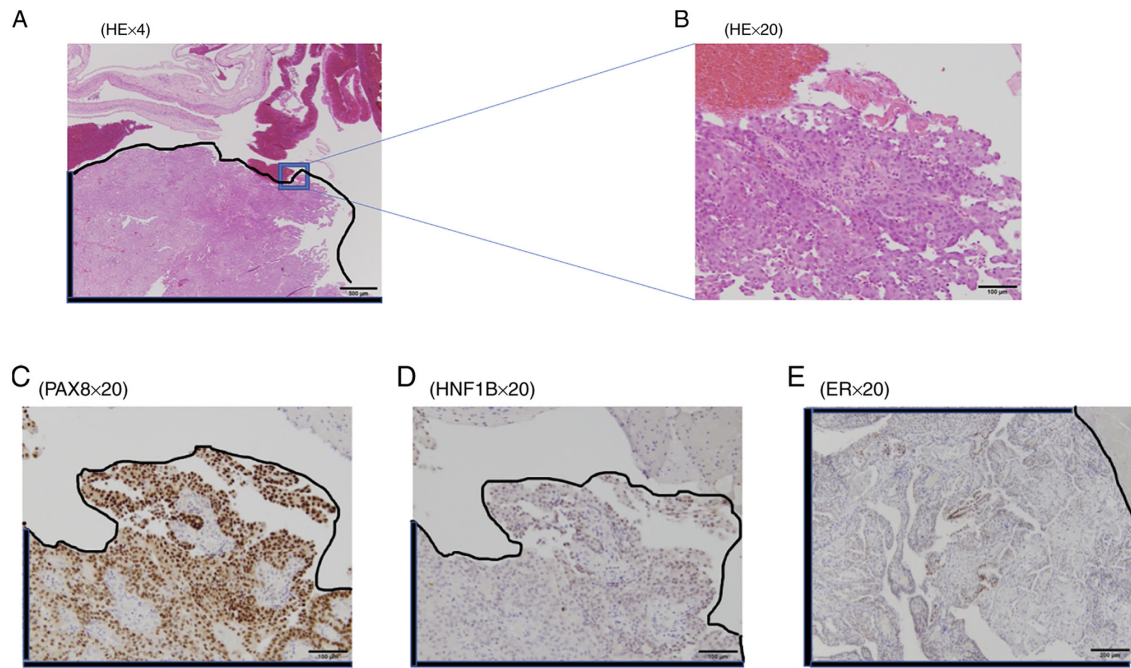 A
(HE×4)
500 µm
B
(HE×20)
100 µm
C
(PAX8×20)
100 µm
D
(HNF1B×20)
100 µm
E
(ER×20)
200 µm